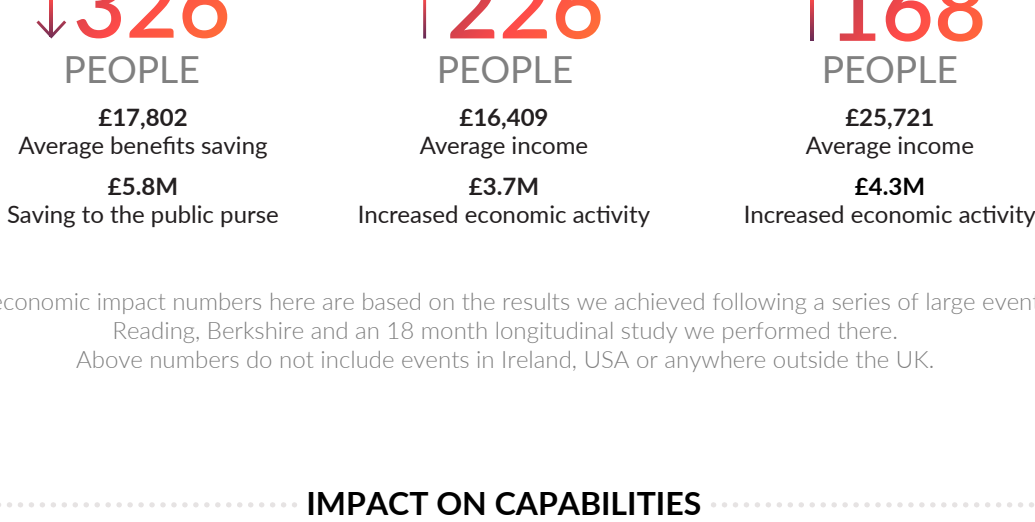 ↓326 ↑226 ↑168
PEOPLE PEOPLE PEOPLE
£17,802 £16,409 £25,721
Average benefits saving Average income Average income
£5.8M £3.7M £4.3M
Saving to the public purse Increased economic activity Increased economic activity
economic impact numbers here are based on the results we achieved following a series of large
Reading, Berkshire and an 18 month longitudinal study we performed there.
Above numbers do not include events in Ireland, USA or anywhere outside the UK.
IMPACT ON CAPABILITIES